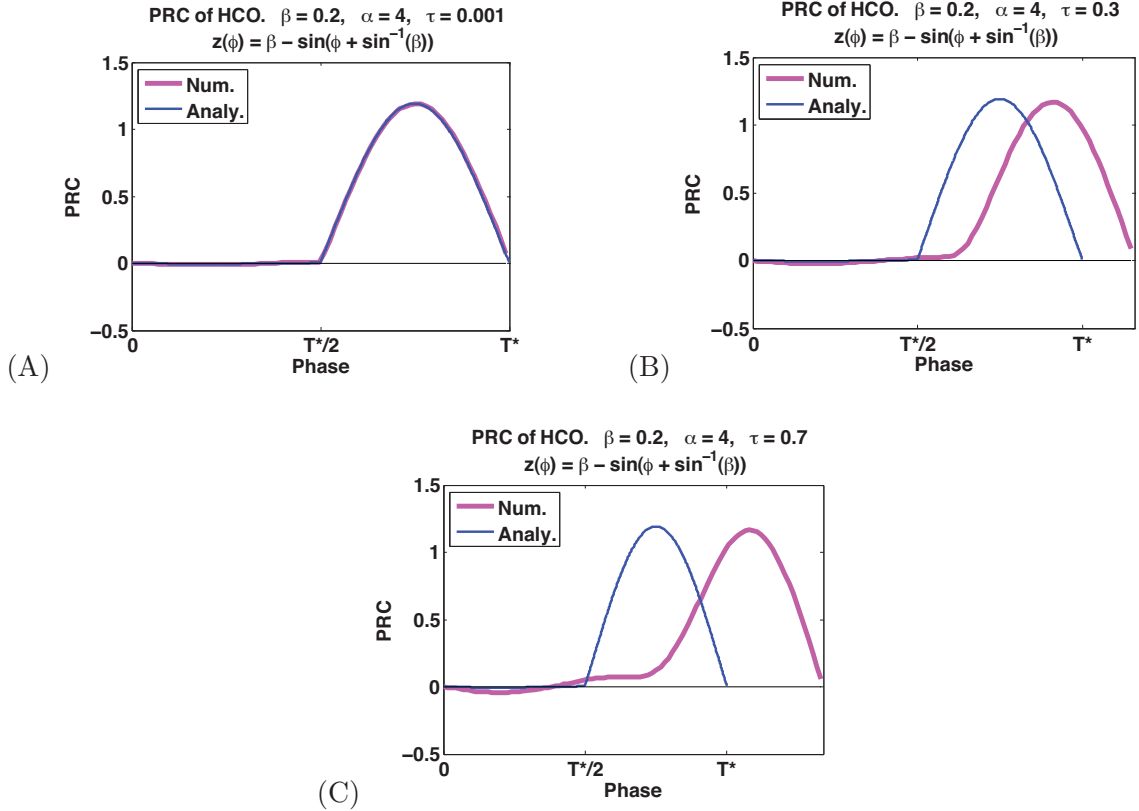 PRC of HCO. β = 0.2, α = 4, τ = 0.001
z(φ) = β − sin(φ + sin⁻¹(β))
1.5
1
0.5
0
−0.5
PRC
Num.
Analy.
0
T*/2
T*
Phase
(A)
PRC of HCO. β = 0.2, α = 4, τ = 0.3
z(φ) = β − sin(φ + sin⁻¹(β))
1.5
1
0.5
0
−0.5
PRC
Num.
Analy.
0
T*/2
T*
Phase
(B)
PRC of HCO. β = 0.2, α = 4, τ = 0.7
z(φ) = β − sin(φ + sin⁻¹(β))
1.5
1
0.5
0
−0.5
PRC
Num.
Analy.
0
T*/2
T*
Phase
(C)